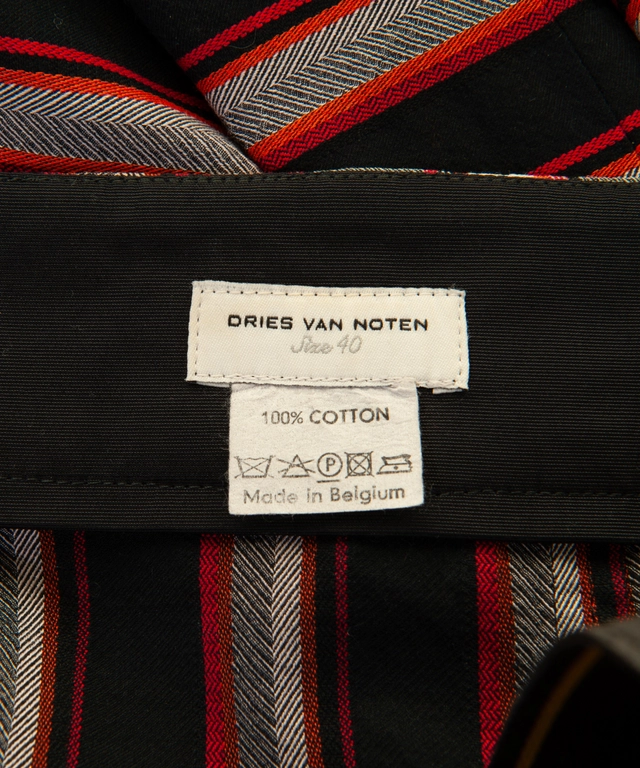 DRIES VAN NOTEN
Size 40
100% COTTON
P
Made in Belgium